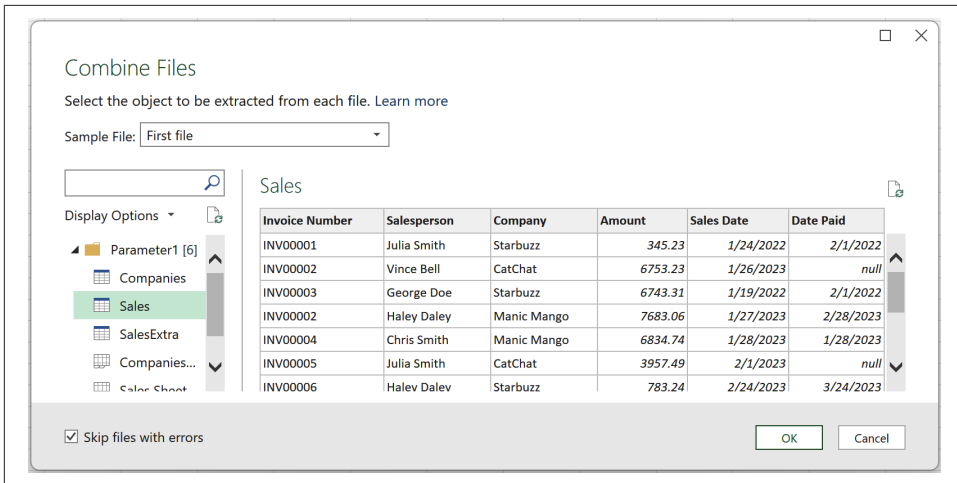 Combine Files
Select the object to be extracted from each file. Learn more
Sample File: First file
Display Options
Parameter1 [6]
Companies
Sales
SalesExtra
Companies...
Sales Sheet
Sales
Invoice Number Salesperson Company Amount Sales Date Date Paid
INV00001 Julia Smith Starbuzz 345.23 1/24/2022 2/1/2022
INV00002 Vince Bell CatChat 6753.23 1/26/2023 null
INV00003 George Doe Starbuzz 6743.31 1/19/2022 2/1/2022
INV00002 Haley Daley Manic Mango 7683.06 1/27/2023 2/28/2023
INV00004 Chris Smith Manic Mango 6834.74 1/28/2023 1/28/2023
INV00005 Julia Smith CatChat 3957.49 2/1/2023 null
INV00006 Haley Daley Starbuzz 783.24 2/24/2023 3/24/2023
Skip files with errors
OK Cancel